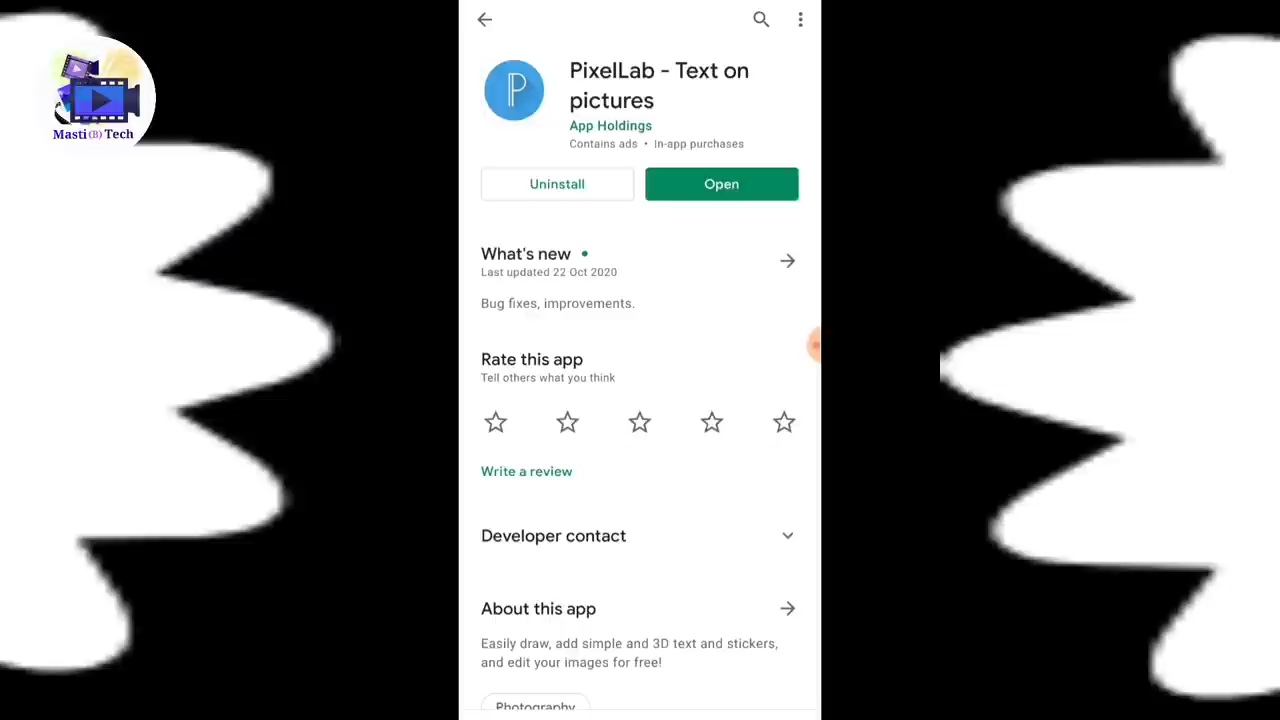 Masti (B) Tech
PixelLab - Text on
pictures
App Holdings
Contains ads • In-app purchases
Uninstall
Open
What's new •
Last updated 22 Oct 2020
Bug fixes, improvements.
Rate this app
Tell others what you think
Write a review
Developer contact
About this app
Easily draw, add simple and 3D text and stickers,
and edit your images for free!
Photography